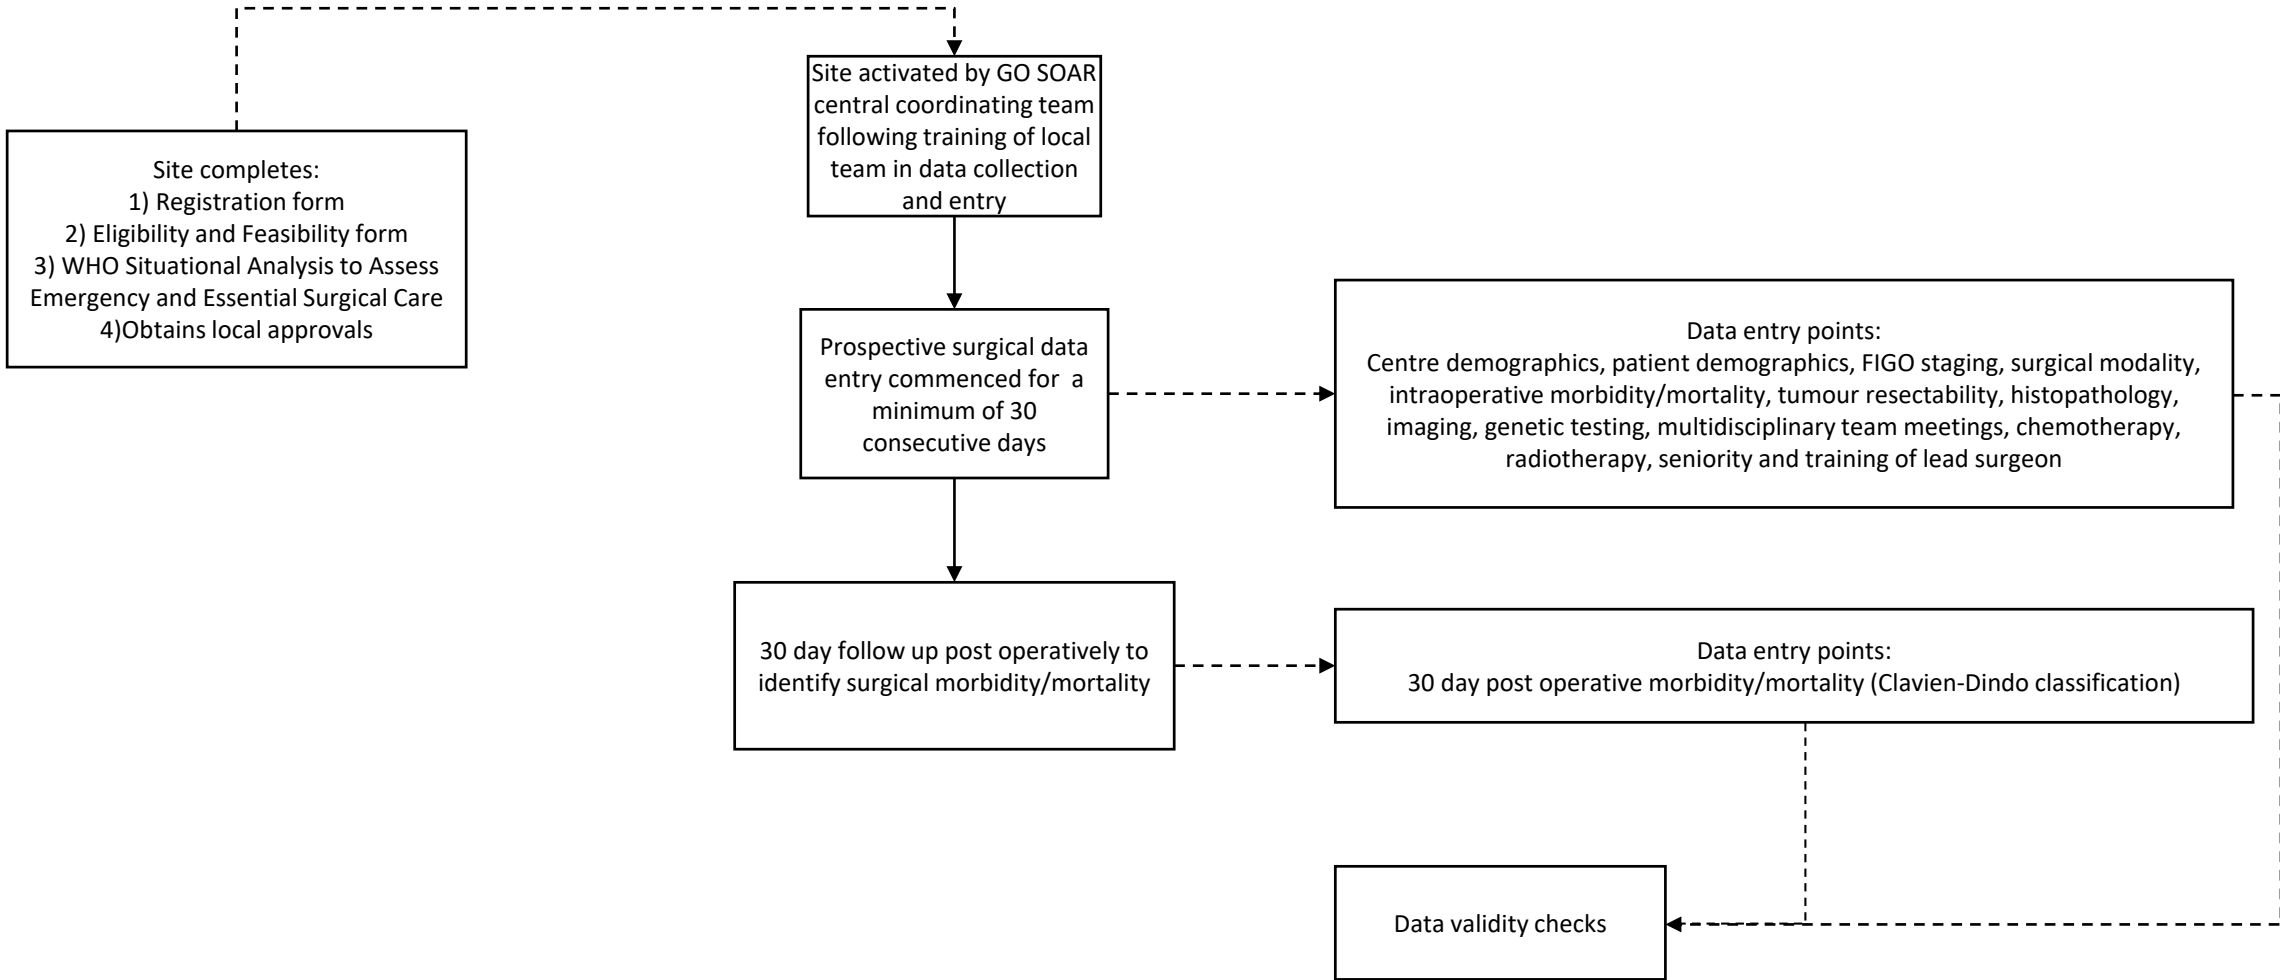 Site completes:
1) Registration form
2) Eligibility and Feasibility form
3) WHO Situational Analysis to Assess
Emergency and Essential Surgical Care
4)Obtains local approvals
Site activated by GO SOAR
central coordinating team
following training of local
team in data collection
and entry
Prospective surgical data
entry commenced for  a
minimum of 30
consecutive days
Data entry points:
Centre demographics, patient demographics, FIGO staging, surgical modality,
intraoperative morbidity/mortality, tumour resectability, histopathology,
imaging, genetic testing, multidisciplinary team meetings, chemotherapy,
radiotherapy, seniority and training of lead surgeon
30 day follow up post operatively to
identify surgical morbidity/mortality
Data entry points:
30 day post operative morbidity/mortality (Clavien-Dindo classification)
Data validity checks